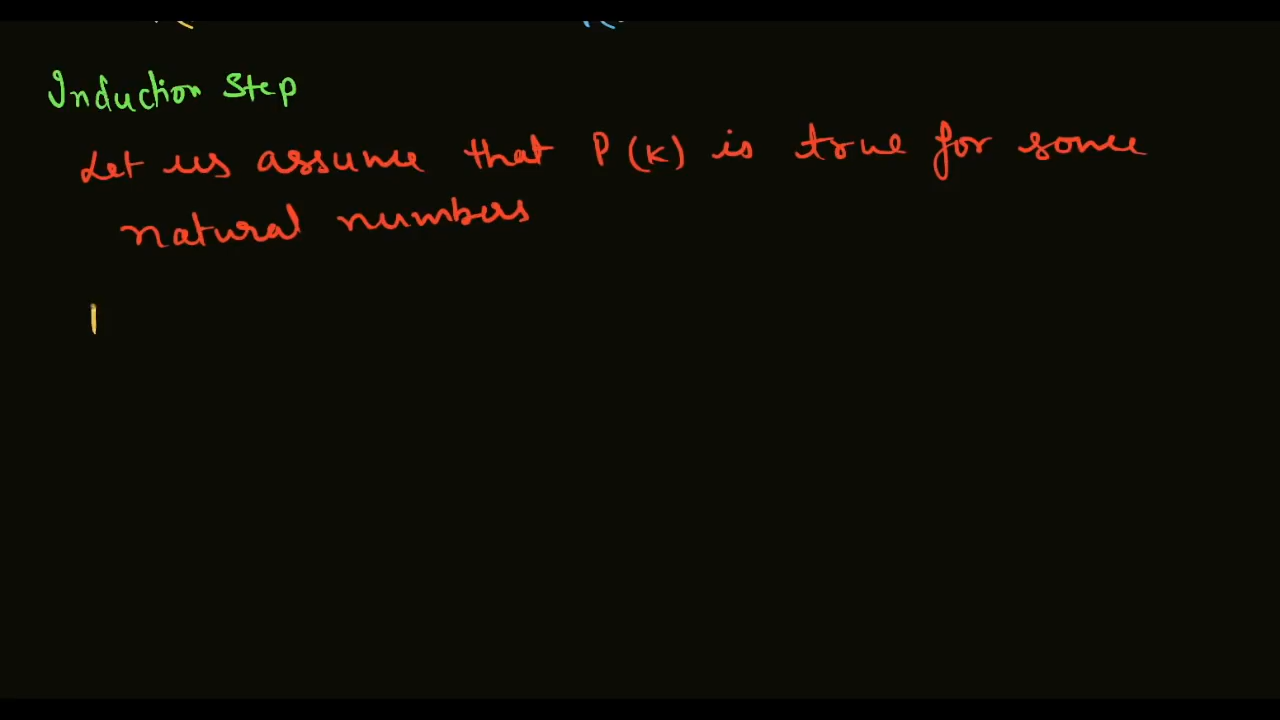 Induction Step
Let us assume that P(K) is true for some
natural numbers